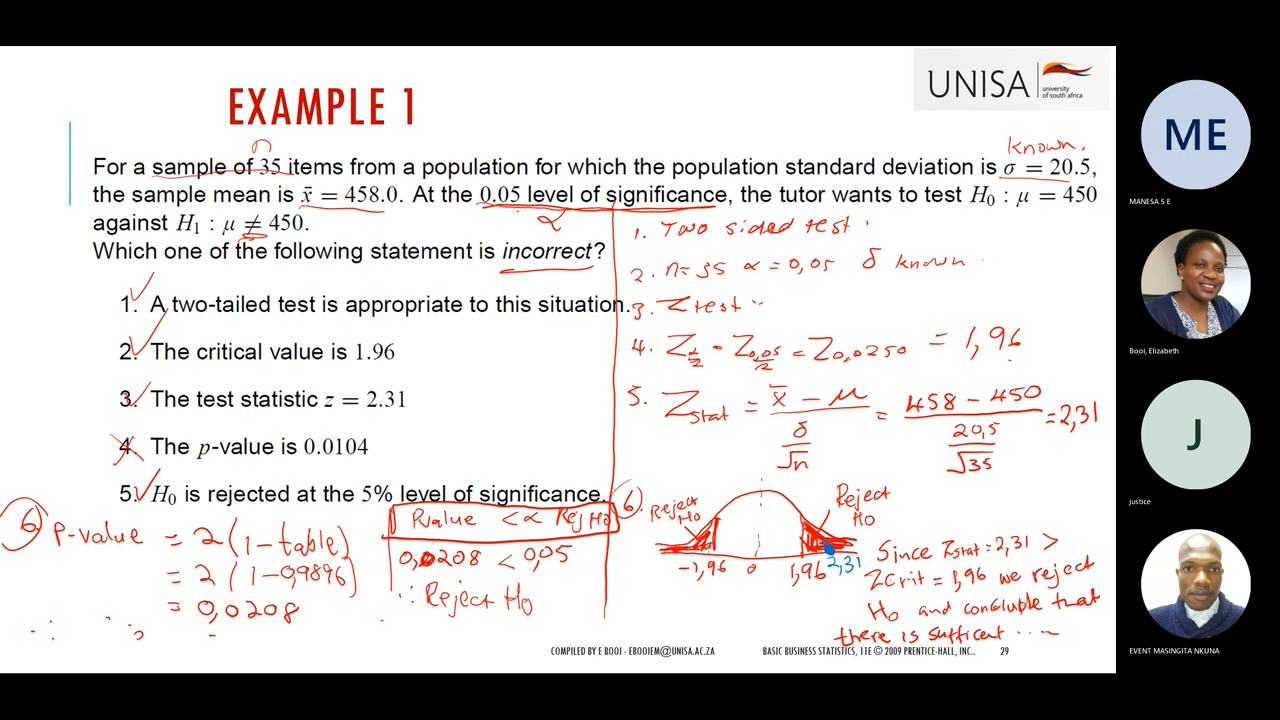 EXAMPLE 1
UNISA
university
of south africa
n
known.
For a sample of 35 items from a population for which the population standard deviation is σ = 20.5,
the sample mean is x̄ = 458.0. At the 0.05 level of significance, the tutor wants to test H₀ : μ = 450
against H₁ : μ ≠ 450.
α
Which one of the following statement is incorrect?
1. A two-tailed test is appropriate to this situation.
2. The critical value is 1.96
3. The test statistic z = 2.31
4. The p-value is 0.0104
5. H₀ is rejected at the 5% level of significance.
1. Two sided test.
2. n=35 α=0,05 δ known
3. Z test
4. Zα/2 = Z0,05/2 = Z0,0250 = 1,96
5. Zstat = (x̄ − μ)/(δ/√n) = (458 − 450)/(20,5/√35) = 2,31
6. P-value = 2(1-table)
= 2(1-0,9896)
= 0,0208
Pvalue < α Rej H₀
0,0208 < 0,05
∴ Reject H₀
6.
Reject
H₀
Reject
H₀
-1,96 0 1,96 2,31
Since Zstat = 2,31 >
ZCrit = 1,96 we reject
H₀ and concluble that
there is sufficent ....
COMPILED BY E BOOI - EBOOIEM@UNISA.AC.ZA
BASIC BUSINESS STATISTICS, 11E © 2009 PRENTICE-HALL, INC..
29
ME
MANESA S E
Booi, Elizabeth
J
justice
EVENT MASINGITA NKUNA